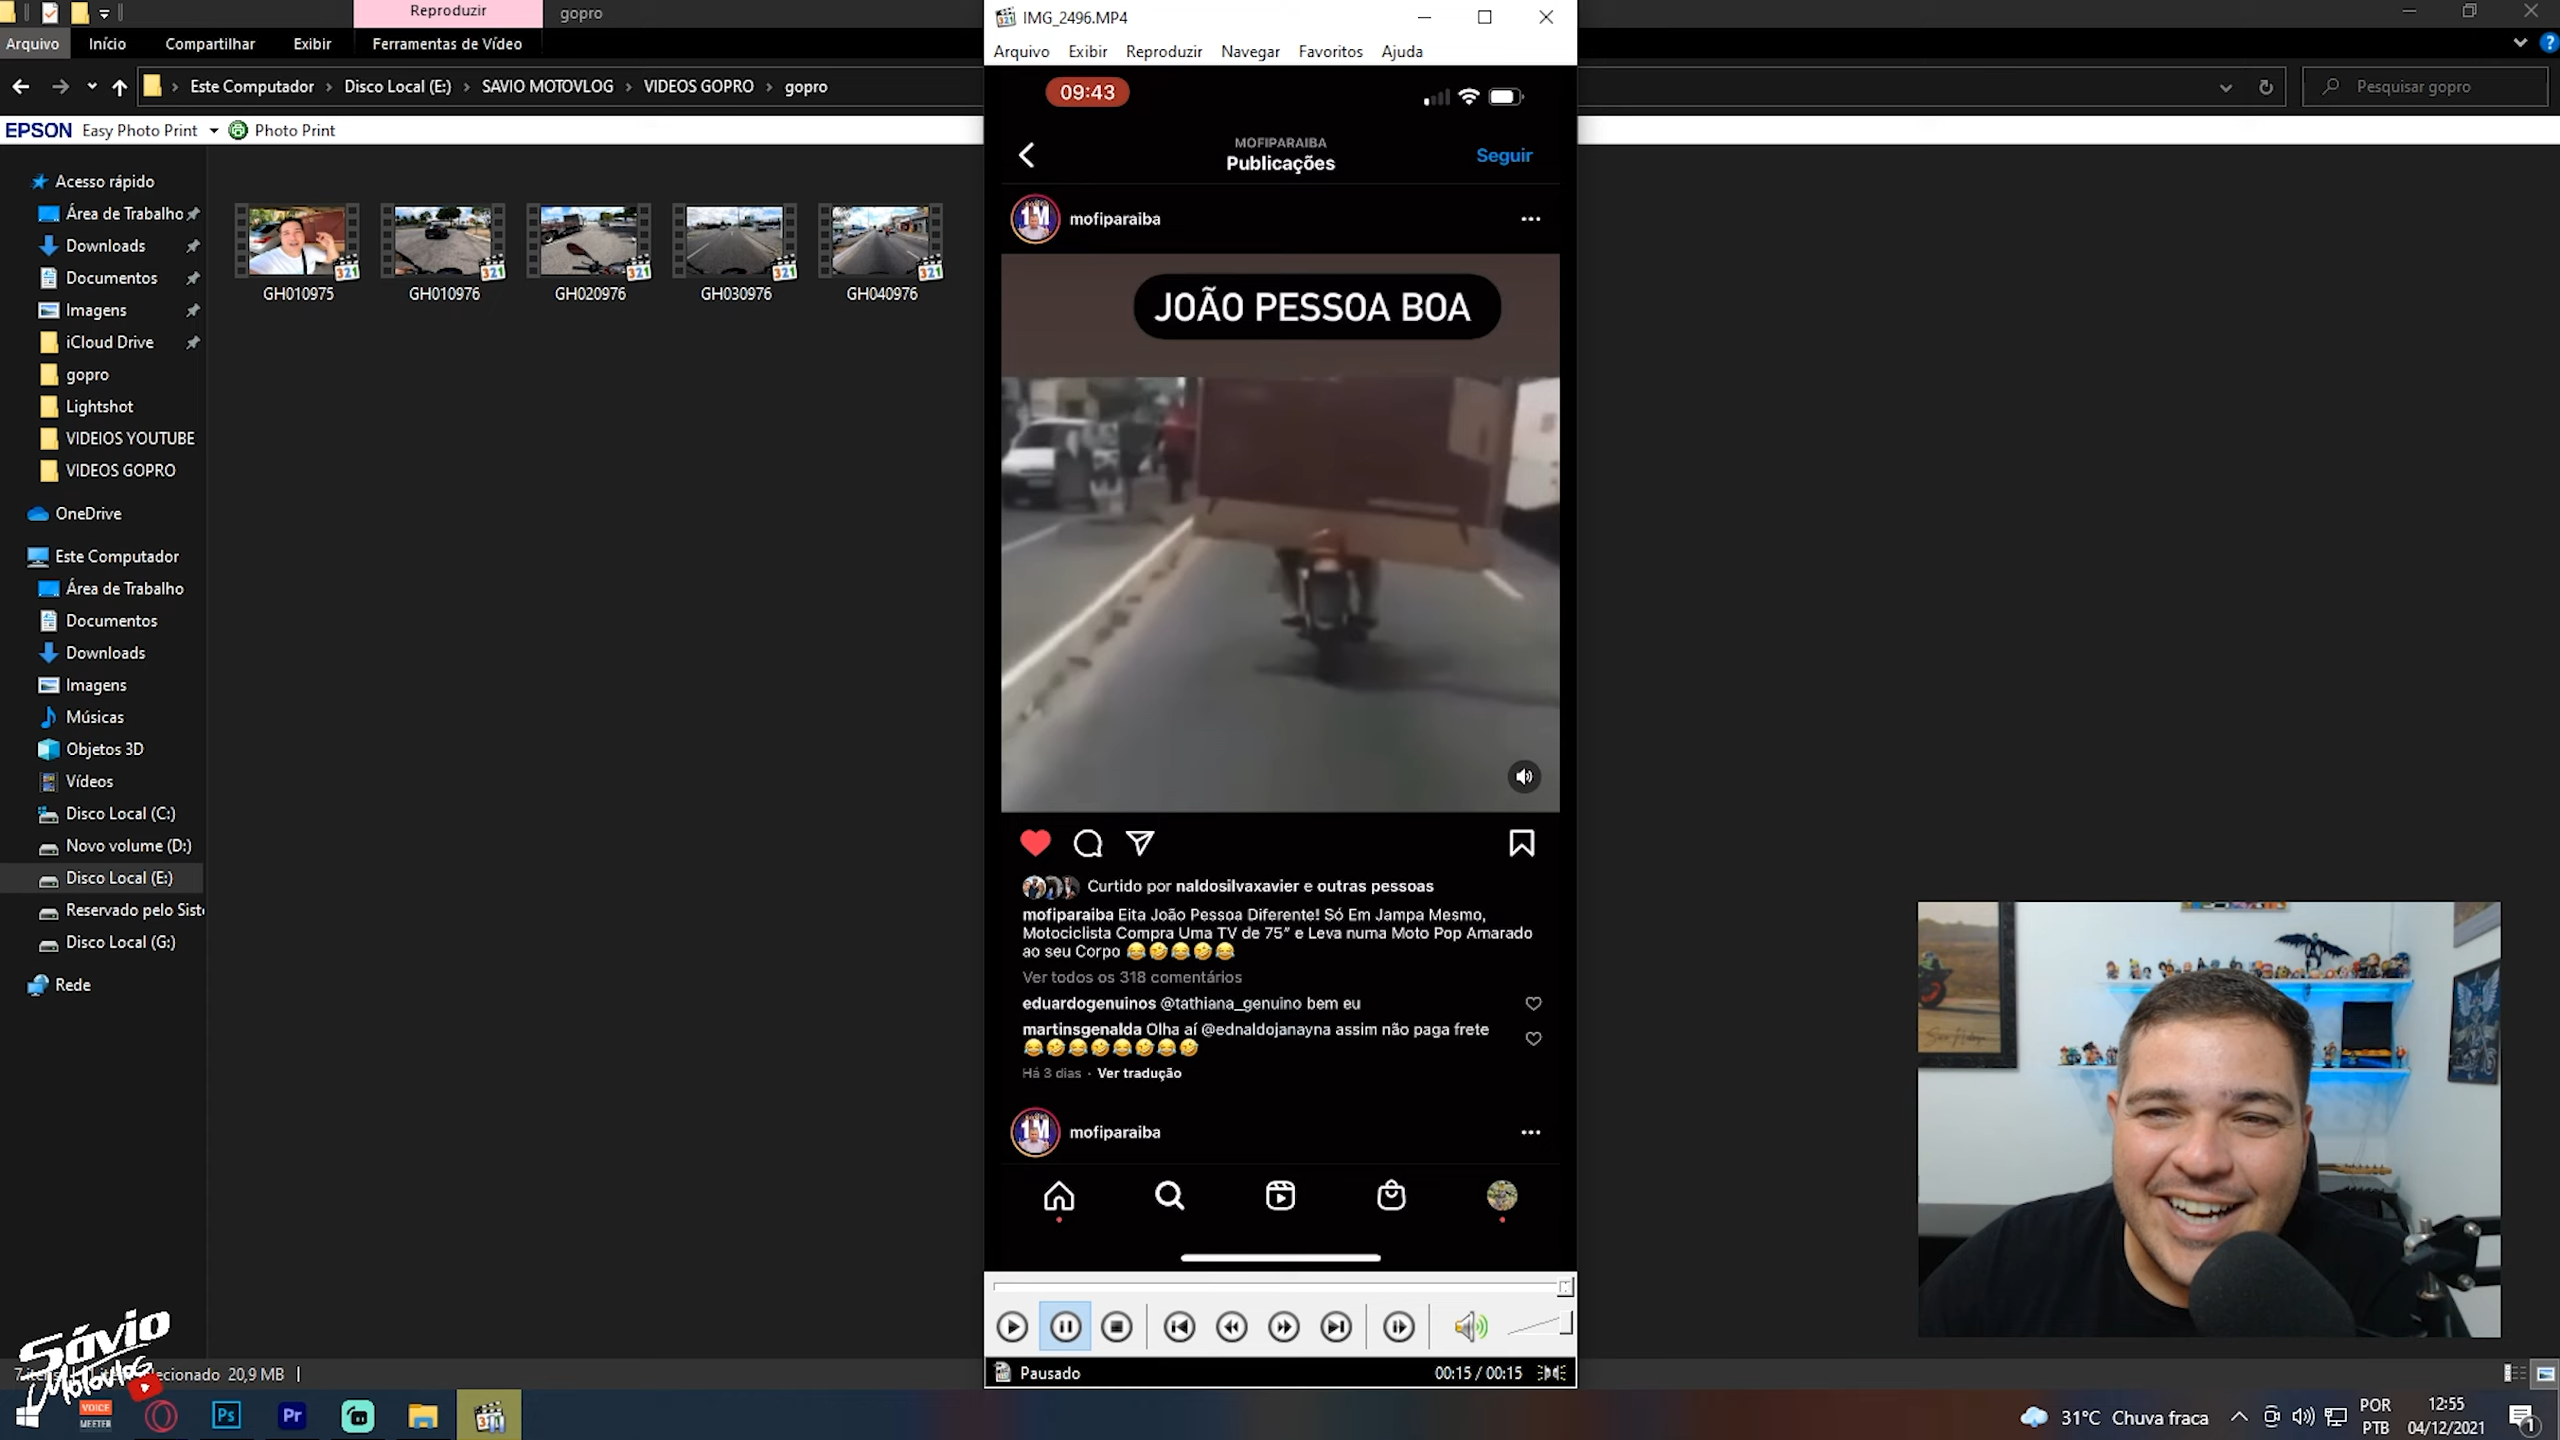 Reproduzir
gopro
Arquivo
Início
Compartilhar
Exibir
Ferramentas de Vídeo
Este Computador
Disco Local (E:)
SAVIO MOTOVLOG
VIDEOS GOPRO
gopro
Pesquisar gopro
EPSON Easy Photo Print Photo Print
Acesso rápido
Área de Trabalho
Downloads
Documentos
Imagens
iCloud Drive
gopro
Lightshot
VIDEIOS YOUTUBE
VIDEOS GOPRO
OneDrive
Este Computador
Área de Trabalho
Documentos
Downloads
Imagens
Músicas
Objetos 3D
Vídeos
Disco Local (C:)
Novo volume (D:)
Disco Local (E:)
Reservado pelo Sist
Disco Local (G:)
Rede
GH010975
GH010976
GH020976
GH030976
GH040976
IMG_2496.MP4
Arquivo Exibir Reproduzir Navegar Favoritos Ajuda
09:43
MOFIPARAIBA
Publicações
Seguir
mofiparaiba
JOÃO PESSOA BOA
Curtido por naldosilvaxavier e outras pessoas
mofiparaiba Eita João Pessoa Diferente! Só Em Jampa Mesmo,
Motociclista Compra Uma TV de 75″ e Leva numa Moto Pop Amarado
ao seu Corpo 😂🤣😂🤣😂
Ver todos os 318 comentários
eduardogenuinos @tathiana_genuino bem eu
martinsgenalda Olha aí @ednaldojanayna assim não paga frete
😂🤣😂🤣😂🤣😂🤣
Há 3 dias · Ver tradução
mofiparaiba
Pausado
00:15 / 00:15
Sávio
Motovlog
20,9 MB
VOICE
MEETER
Ps
Pr
321
31°C Chuva fraca
POR
PTB
12:55
04/12/2021
1